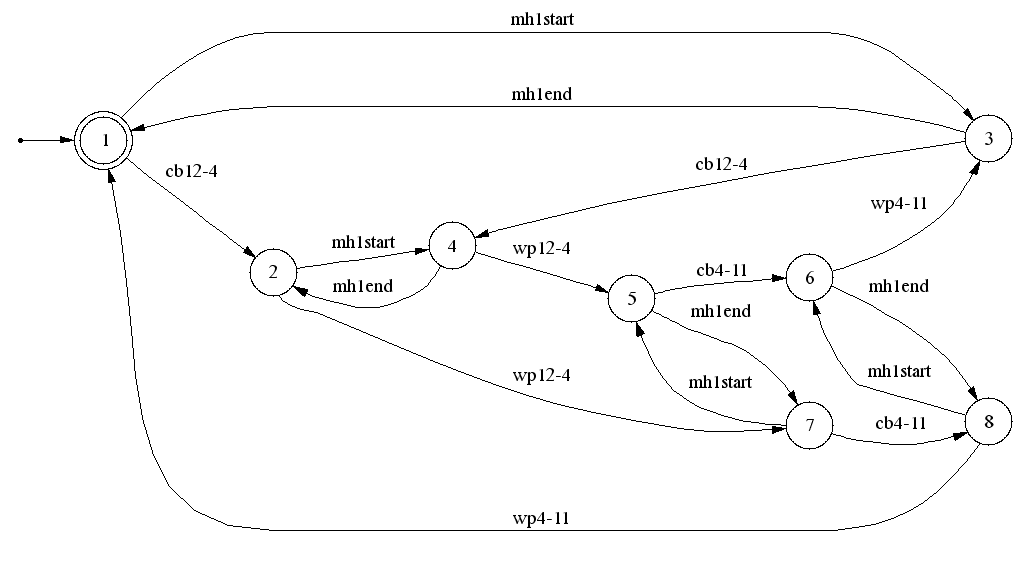 mh1start
mh1end
1
3
cb12-4
cb12-4
wp4-11
mh1start
4
wp12-4
2
mh1end
cb4-11
6
mh1end
5
mh1end
wp12-4
mh1start
mh1start
7
cb4-11
8
wp4-11